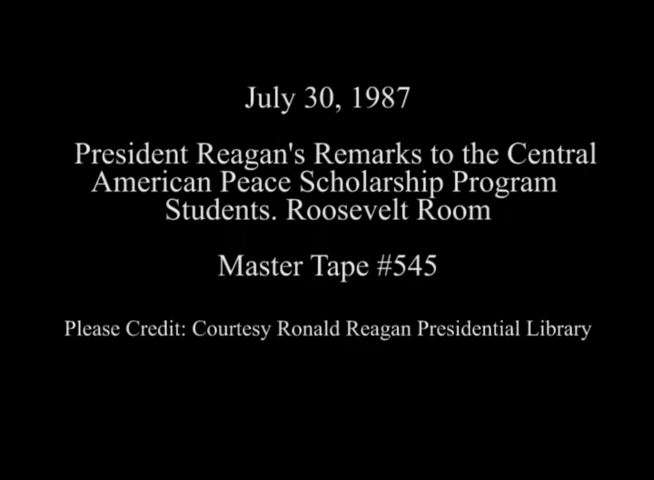 July 30, 1987
President Reagan's Remarks to the Central
American Peace Scholarship Program
Students. Roosevelt Room
Master Tape #545
Please Credit: Courtesy Ronald Reagan Presidential Library